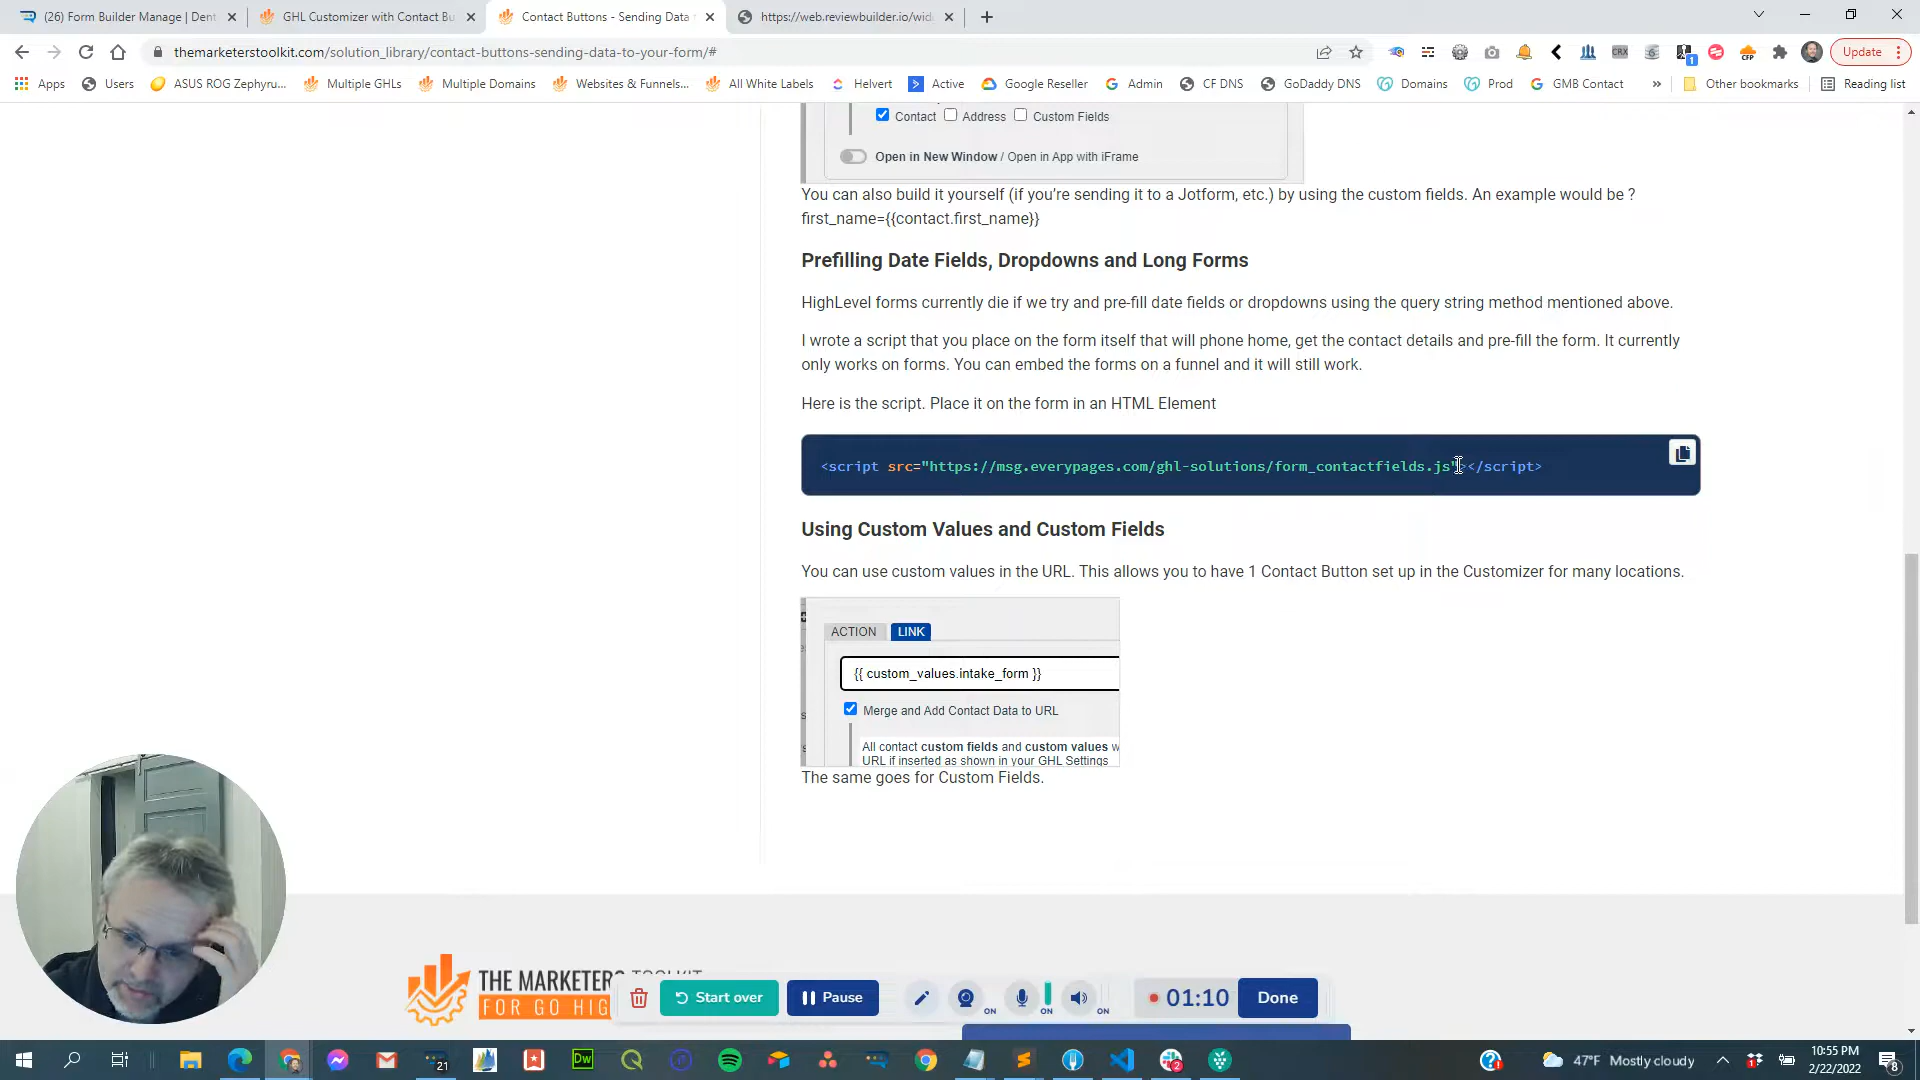 (26) Form Builder Manage | Dent
GHL Customizer with Contact Bu
Contact Buttons - Sending Data
https://web.reviewbuilder.io/wid
themarketerstoolkit.com/solution_library/contact-buttons-sending-data-to-your-form/#
Update
Apps
Users
ASUS ROG Zephyru...
Multiple GHLs
Multiple Domains
Websites & Funnels...
All White Labels
Helvert
Active
Google Reseller
Admin
CF DNS
GoDaddy DNS
Domains
Prod
GMB Contact
»
Other bookmarks
Reading list
Contact Address Custom Fields
Open in New Window / Open in App with iFrame
You can also build it yourself (if you’re sending it to a Jotform, etc.) by using the custom fields. An example would be ?
first_name={{contact.first_name}}
Prefilling Date Fields, Dropdowns and Long Forms
HighLevel forms currently die if we try and pre-fill date fields or dropdowns using the query string method mentioned above.
I wrote a script that you place on the form itself that will phone home, get the contact details and pre-fill the form. It currently
only works on forms. You can embed the forms on a funnel and it will still work.
Here is the script. Place it on the form in an HTML Element
<script src="https://msg.everypages.com/ghl-solutions/form_contactfields.js"></script>
Using Custom Values and Custom Fields
You can use custom values in the URL. This allows you to have 1 Contact Button set up in the Customizer for many locations.
ACTION LINK
{{ custom_values.intake_form }}
Merge and Add Contact Data to URL
All contact custom fields and custom values w
URL if inserted as shown in your GHL Settings
The same goes for Custom Fields.
THE MARKETERS TOOLKIT
FOR GO HIG
Start over
Pause
ON
ON
ON
01:10
Done
21
47°F Mostly cloudy
10:55 PM
2/22/2022